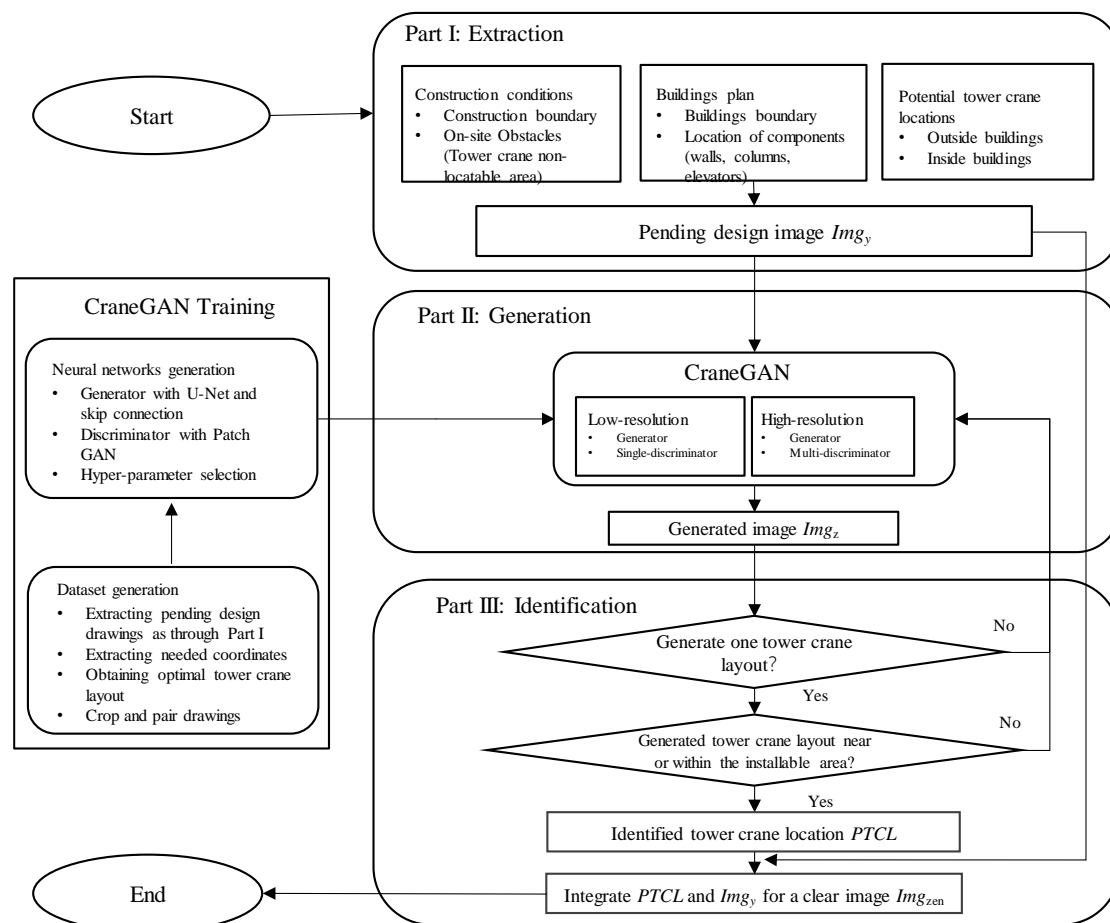 Start
Part I: Extraction
Construction conditions
• Construction boundary
• On-site Obstacles
(Tower crane non-
locatable area)
Buildings plan
• Buildings boundary
• Location of components
(walls, columns,
elevators)
Potential tower crane
locations
• Outside buildings
• Inside buildings
Pending design image Imgy
CraneGAN Training
Neural networks generation
• Generator with U-Net and
skip connection
• Discriminator with Patch
GAN
• Hyper-parameter selection
Dataset generation
• Extracting pending design
drawings as through Part I
• Extracting needed coordinates
• Obtaining optimal tower crane
layout
• Crop and pair drawings
Part II: Generation
CraneGAN
Low-resolution
• Generator
• Single-discriminator
High-resolution
• Generator
• Multi-discriminator
Generated image Imgz
Part III: Identification
Generate one tower crane
layout?
No
Yes
Generated tower crane layout near
or within the installable area?
No
Yes
Identified tower crane location PTCL
Integrate PTCL and Imgy for a clear image Imgzen
End